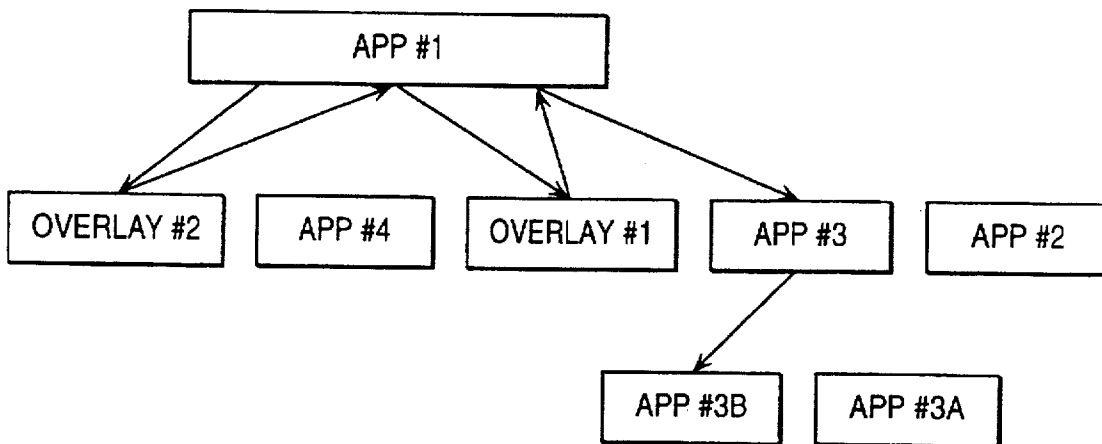 APP #1
OVERLAY #2
APP #4
OVERLAY #1
APP #3
APP #2
APP #3B
APP #3A